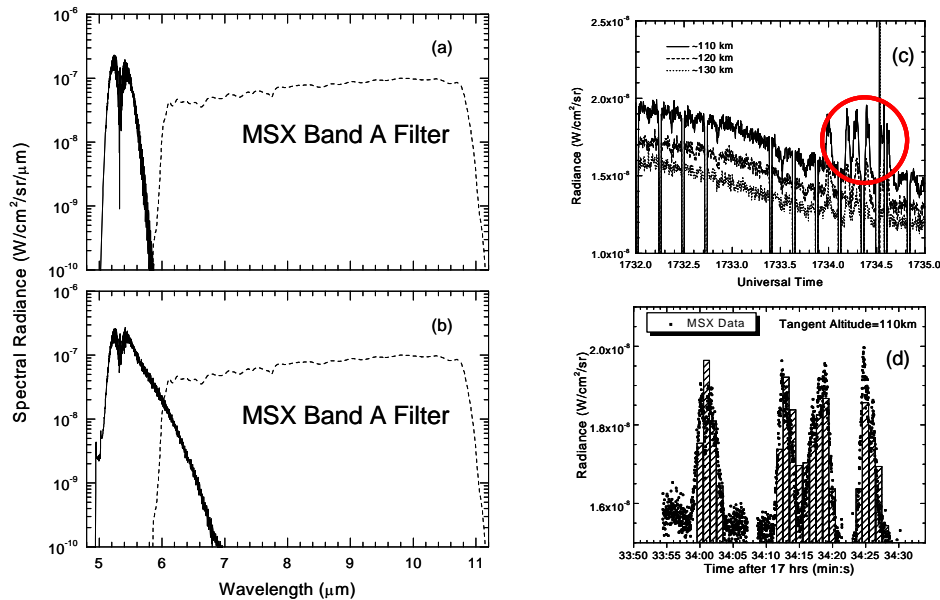 Spectral Radiance (W/cm²/sr/μm)
10⁻⁶
10⁻⁷
10⁻⁸
10⁻⁹
10⁻¹⁰
(a)
MSX Band A Filter
10⁻⁶
10⁻⁷
10⁻⁸
10⁻⁹
10⁻¹⁰
(b)
MSX Band A Filter
4 5 6 7 8 9 10 11
Wavelength (μm)
Radiance (W/cm²/sr)
2.5x10⁻⁸
2.0x10⁻⁸
1.5x10⁻⁸
1.0x10⁻⁸
~110 km
~120 km
~130 km
(c)
1732.0 1732.5 1733.0 1733.5 1734.0 1734.5 1735.0
Universal Time
Radiance (W/cm²/sr)
2.0x10⁻⁸
1.8x10⁻⁸
1.6x10⁻⁸
MSX Data
Tangent Altitude=110km
(d)
33:50 33:55 34:00 34:05 34:10 34:15 34:20 34:25 34:30
Time after 17 hrs (min:s)